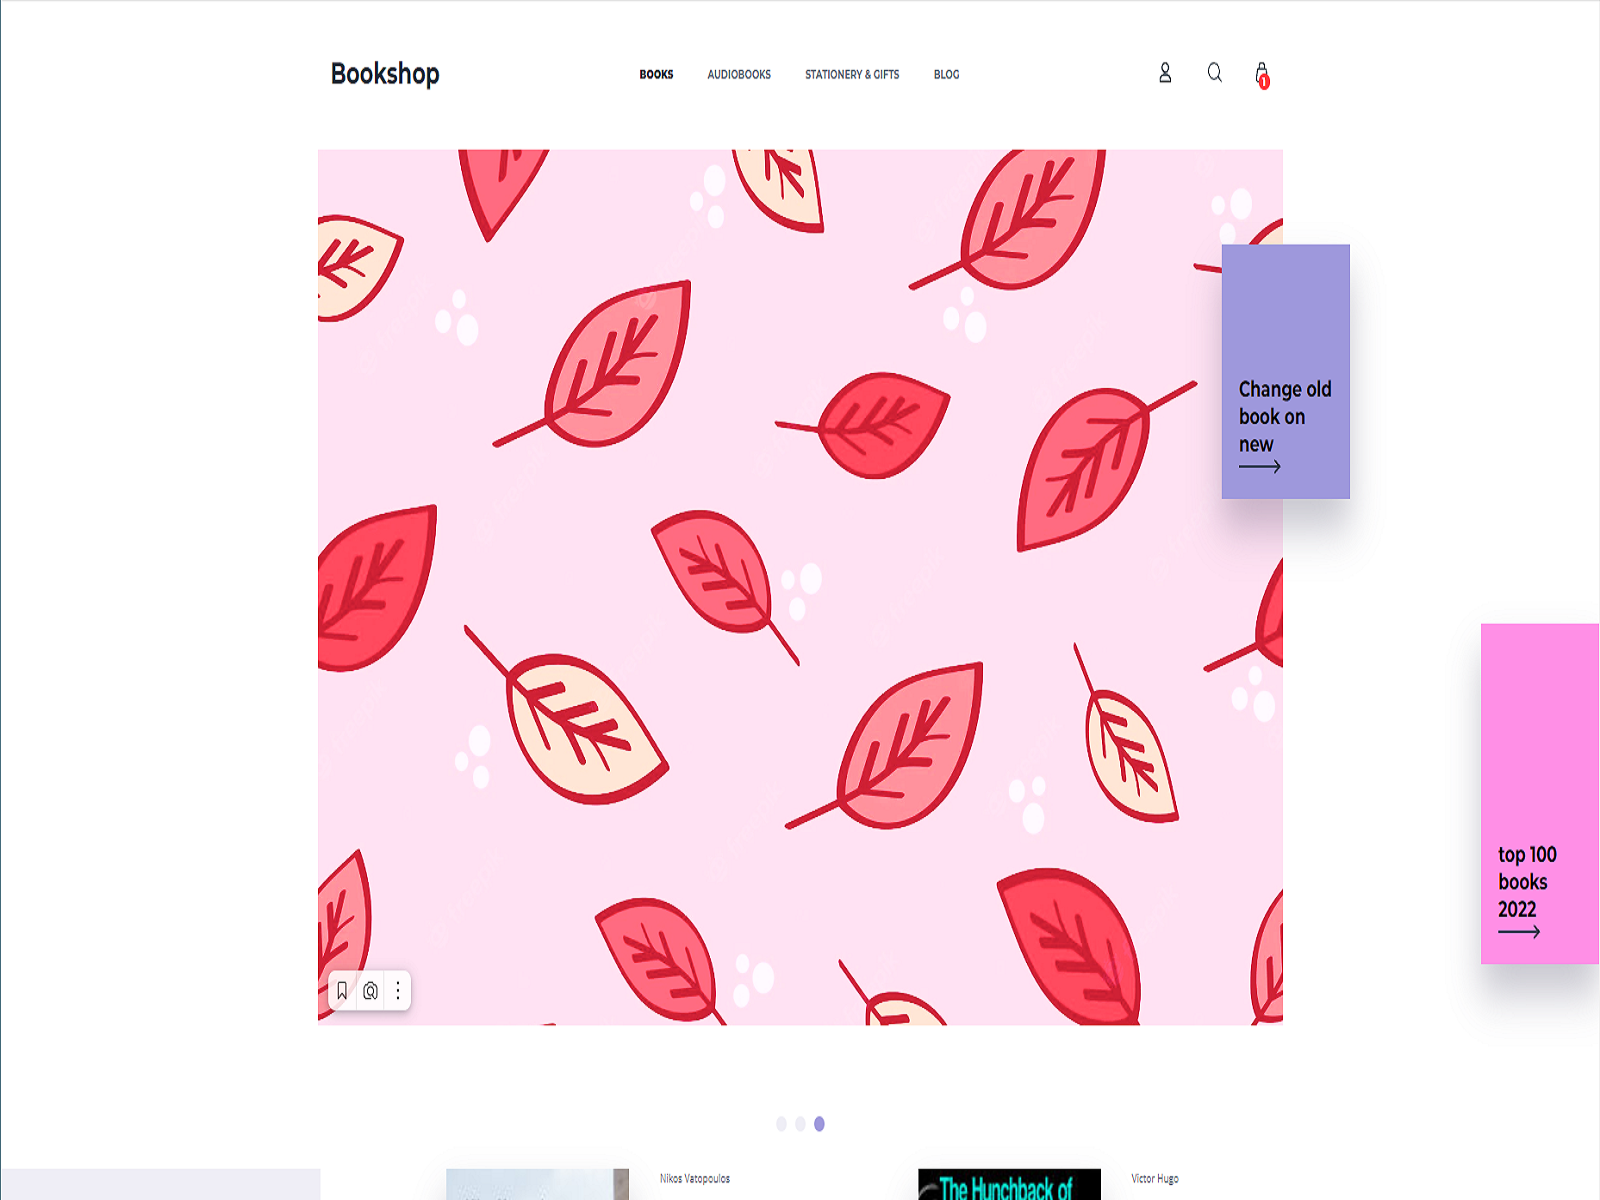 Bookshop
BOOKS
AUDIOBOOKS
STATIONERY & GIFTS
BLOG
1
Change old
book on
new
top 100
books
2022
Nikos Vatopoulos
Victor Hugo
The Hunchback of